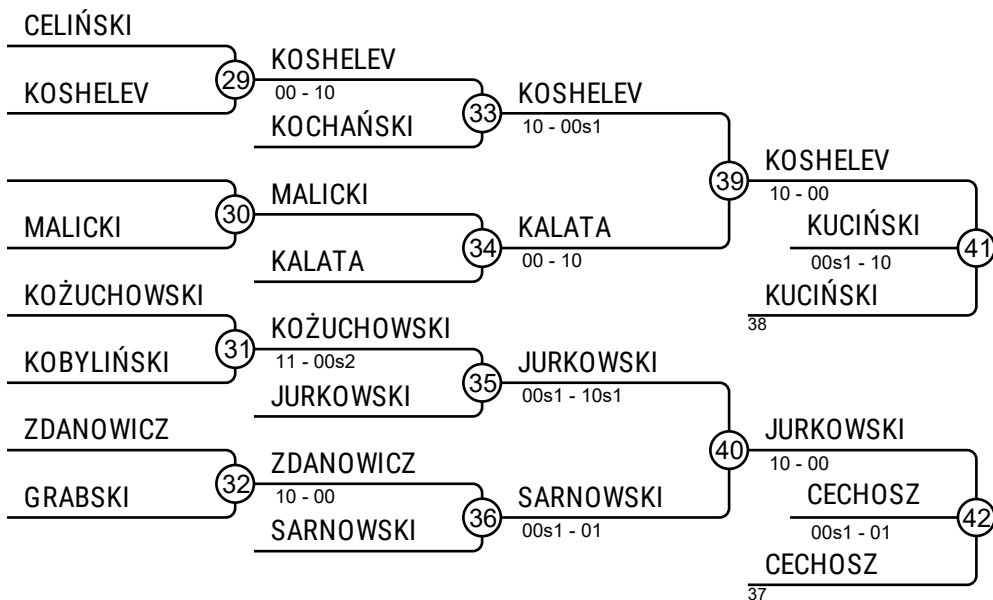 CELIŃSKI
29
KOSHELEV
KOSHELEV
00 - 10
KOCHAŃSKI
33
KOSHELEV
10 - 00s1
30
MALICKI
MALICKI
KALATA
34
KALATA
00 - 10
39
KOSHELEV
10 - 00
KUCIŃSKI
00s1 - 10
41
KUCIŃSKI
38
KOŻUCHOWSKI
31
KOBYLIŃSKI
KOŻUCHOWSKI
11 - 00s2
JURKOWSKI
35
JURKOWSKI
00s1 - 10s1
ZDANOWICZ
32
GRABSKI
ZDANOWICZ
10 - 00
SARNOWSKI
36
SARNOWSKI
00s1 - 01
40
JURKOWSKI
10 - 00
CECHOSZ
00s1 - 01
42
CECHOSZ
37